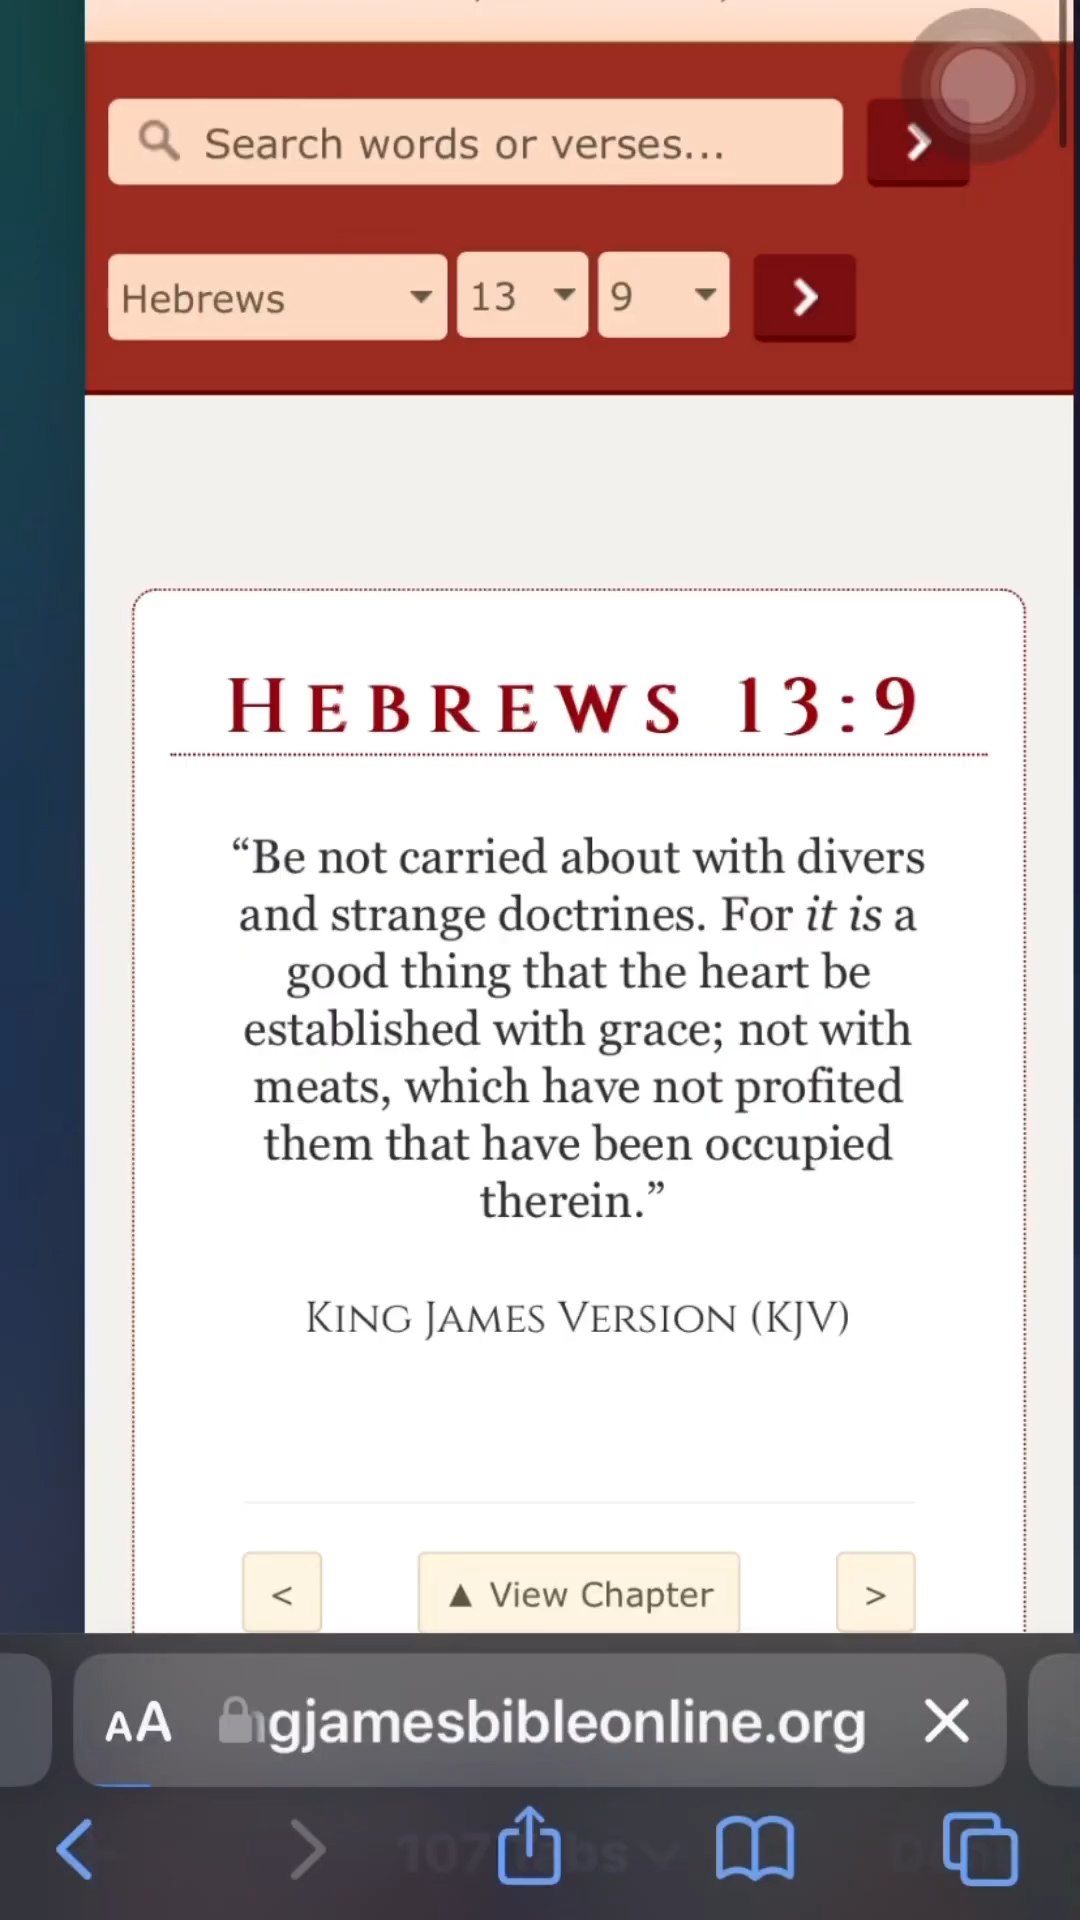 Search words or verses...
Hebrews 13 9
HEBREWS 13:9
“Be not carried about with divers
and strange doctrines. For it is a
good thing that the heart be
established with grace; not with
meats, which have not profited
them that have been occupied
therein.”
KING JAMES VERSION (KJV)
< ▲ View Chapter >
AA gjamesbibleonline.org
107 Tabs